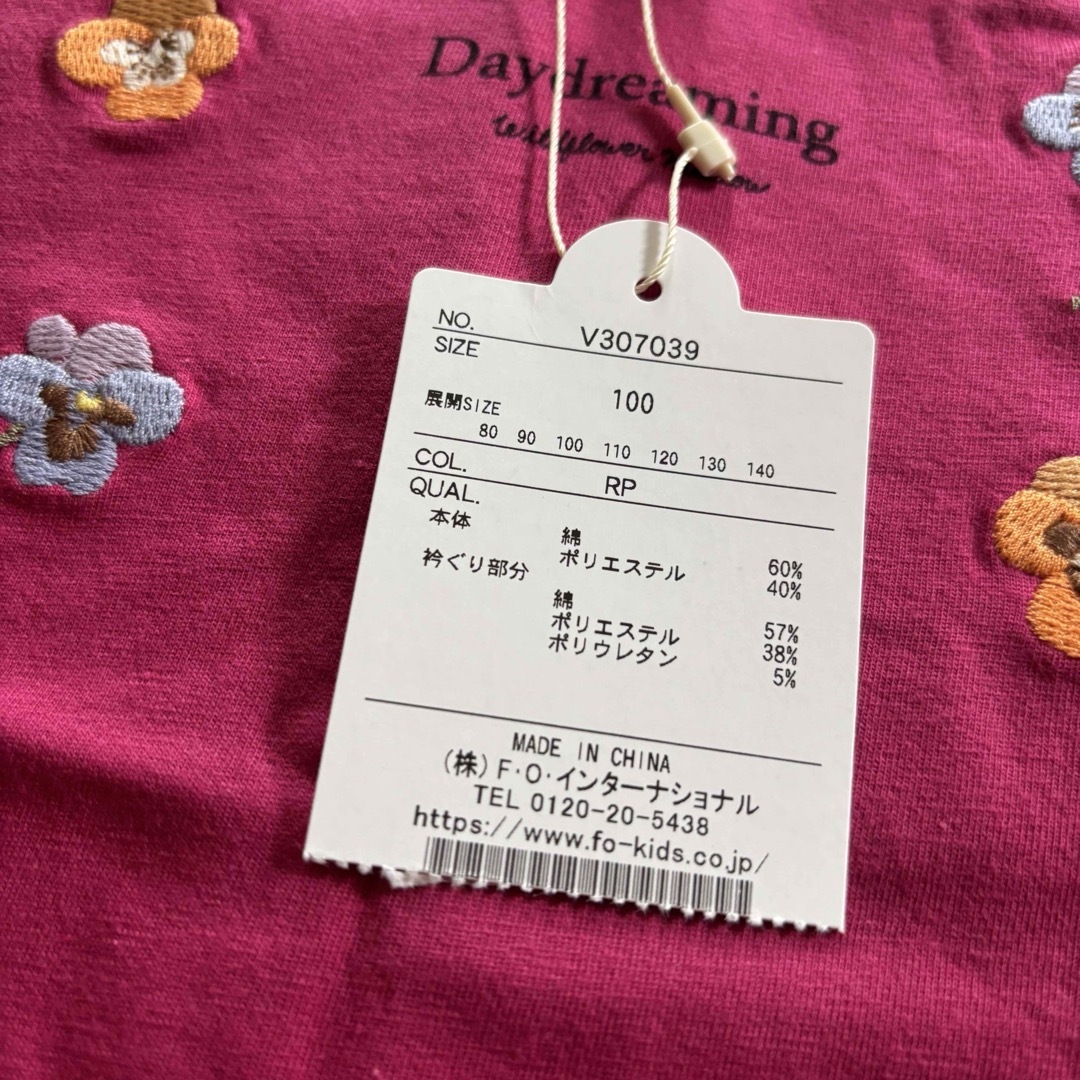 Daydreaming
NO. V307039
SIZE
100
展開SIZE
80 90 100 110 120 130 140
COL. RP
QUAL.
本体
綿 60%
ポリエステル 40%
衿ぐり部分
綿 57%
ポリエステル 38%
ポリウレタン 5%
MADE IN CHINA
(株)F・O・インターナショナル
TEL 0120-20-5438
https://www.fo-kids.co.jp/